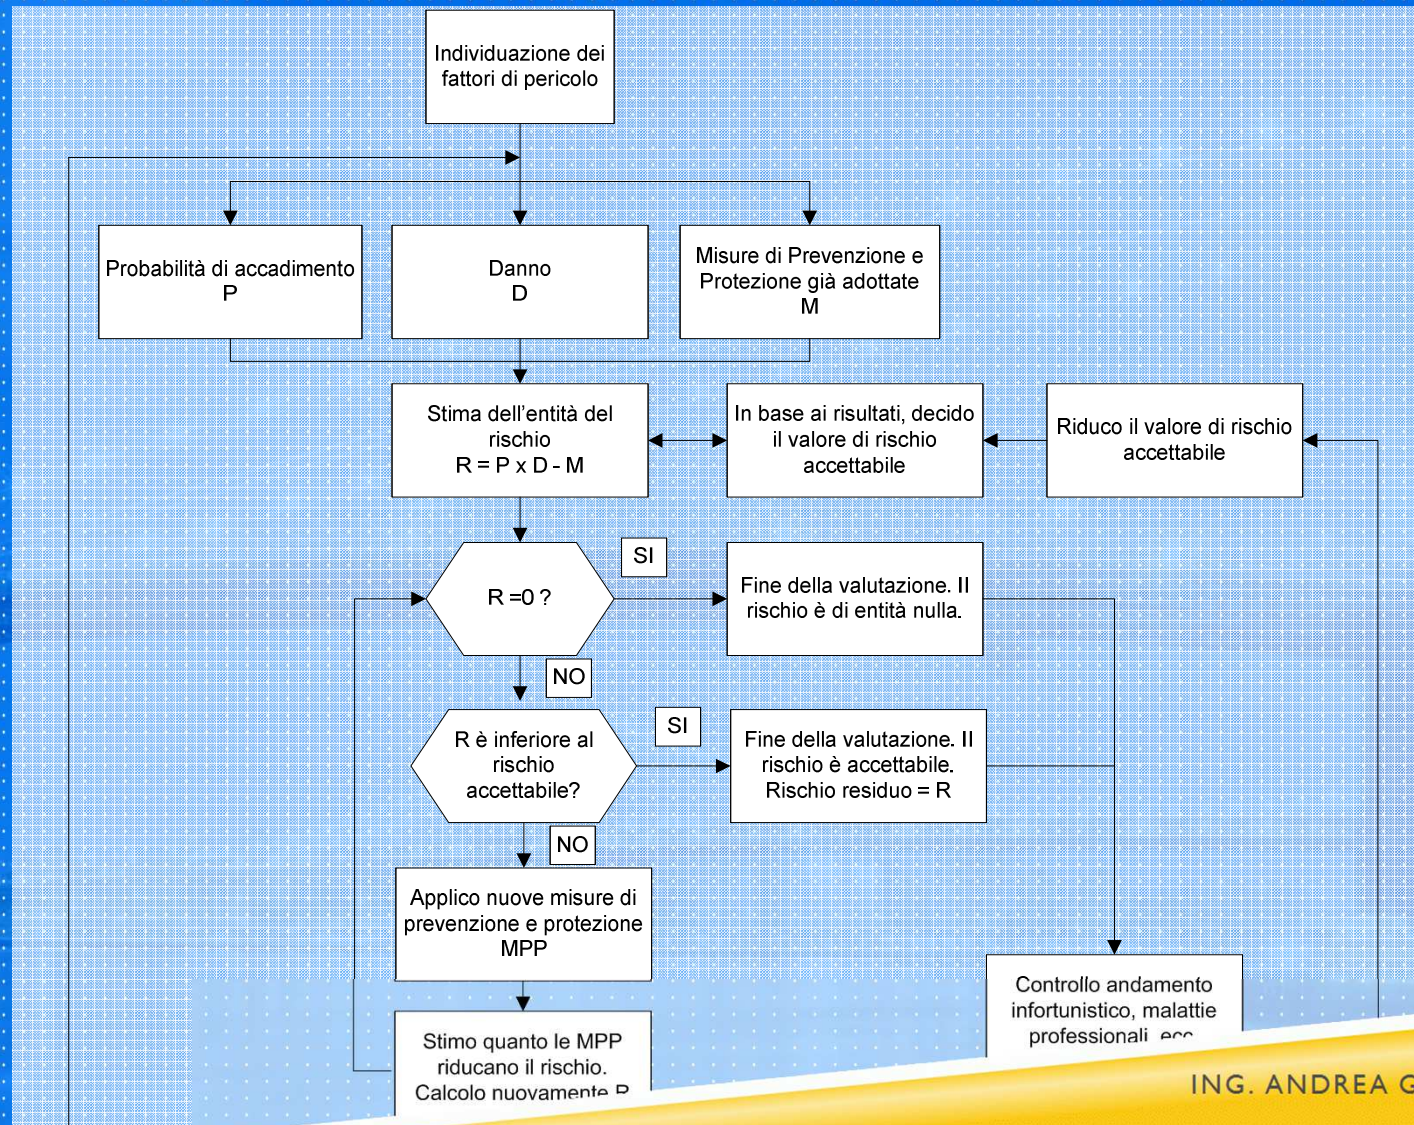 Individuazione dei
fattori di pericolo
Probabilità di accadimento
P
Danno
D
Misure di Prevenzione e
Protezione già adottate
M
Stima dell'entità del
rischio
R = P x D - M
In base ai risultati, decido
il valore di rischio
accettabile
Riduco il valore di rischio
accettabile
R =0 ?
SI
Fine della valutazione. Il
rischio è di entità nulla.
NO
R è inferiore al
rischio
accettabile?
SI
Fine della valutazione. Il
rischio è accettabile.
Rischio residuo = R
NO
Applico nuove misure di
prevenzione e protezione
MPP
Stimo quanto le MPP
riducano il rischio.
Calcolo nuovamente R
Controllo andamento
infortunistico, malattie
professionali, ecc
ING. ANDREA G